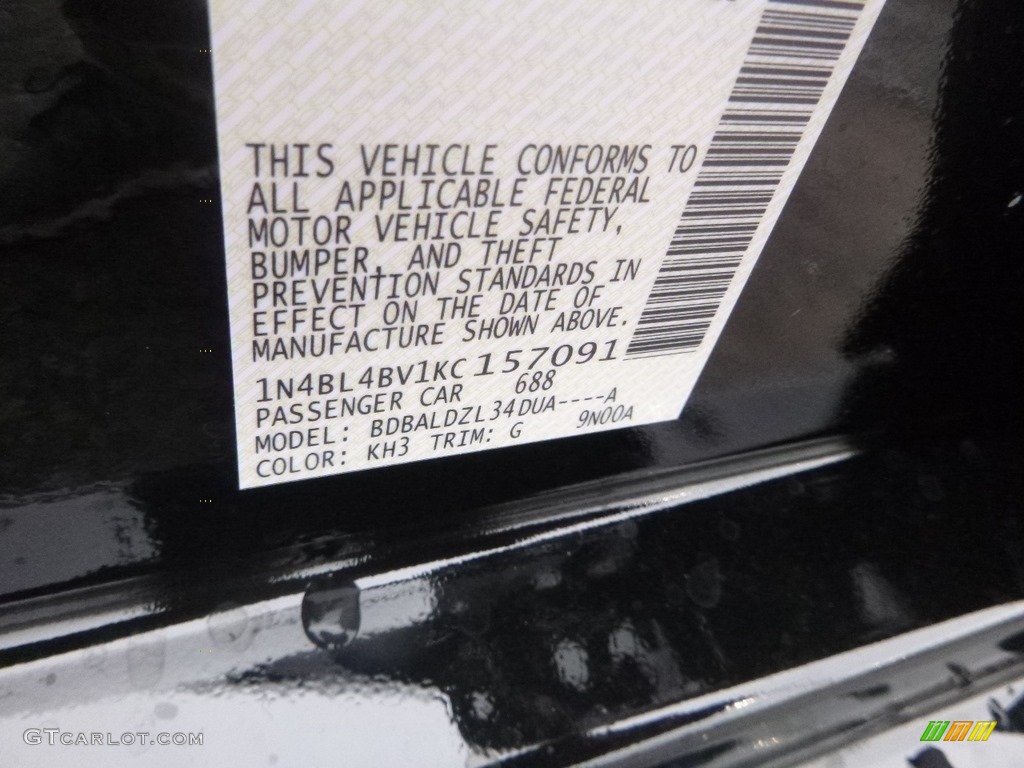 THIS VEHICLE CONFORMS TO
ALL APPLICABLE FEDERAL
MOTOR VEHICLE SAFETY,
BUMPER, AND THEFT
PREVENTION STANDARDS IN
EFFECT ON THE DATE OF
MANUFACTURE SHOWN ABOVE.
1N4BL4BV1KC157091
PASSENGER CAR 688
MODEL: BDBALDZL34DUA----A
COLOR: KH3 TRIM: G 9N00A
GTCARLOT.COM